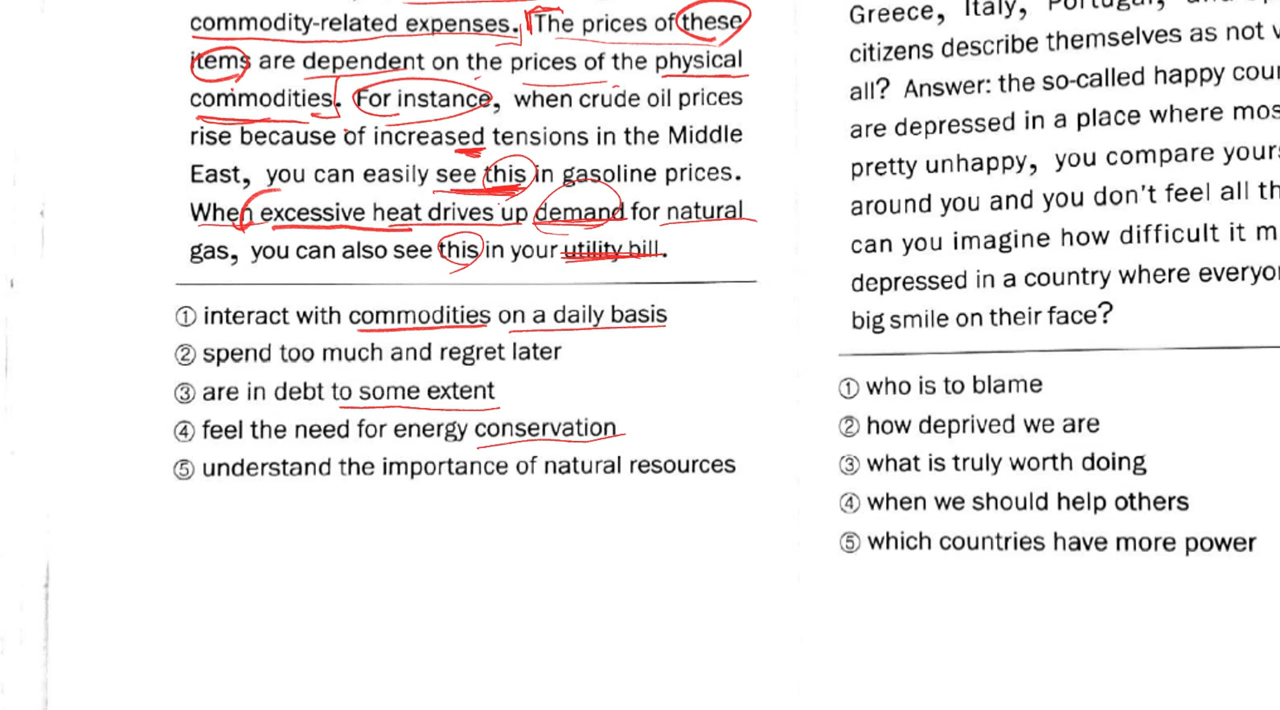 commodity-related expenses. The prices of these
items are dependent on the prices of the physical
commodities. For instance, when crude oil prices
rise because of increased tensions in the Middle
East, you can easily see this in gasoline prices.
When excessive heat drives up demand for natural
gas, you can also see this in your utility bill.
① interact with commodities on a daily basis
② spend too much and regret later
③ are in debt to some extent
④ feel the need for energy conservation
⑤ understand the importance of natural resources
Greece, Italy, Portugal,
citizens describe themselves as not
all? Answer: the so-called happy
are depressed in a place where
pretty unhappy, you compare
around you and you don't feel all
can you imagine how difficult it
depressed in a country where
big smile on their face?
① who is to blame
② how deprived we are
③ what is truly worth doing
④ when we should help others
⑤ which countries have more power